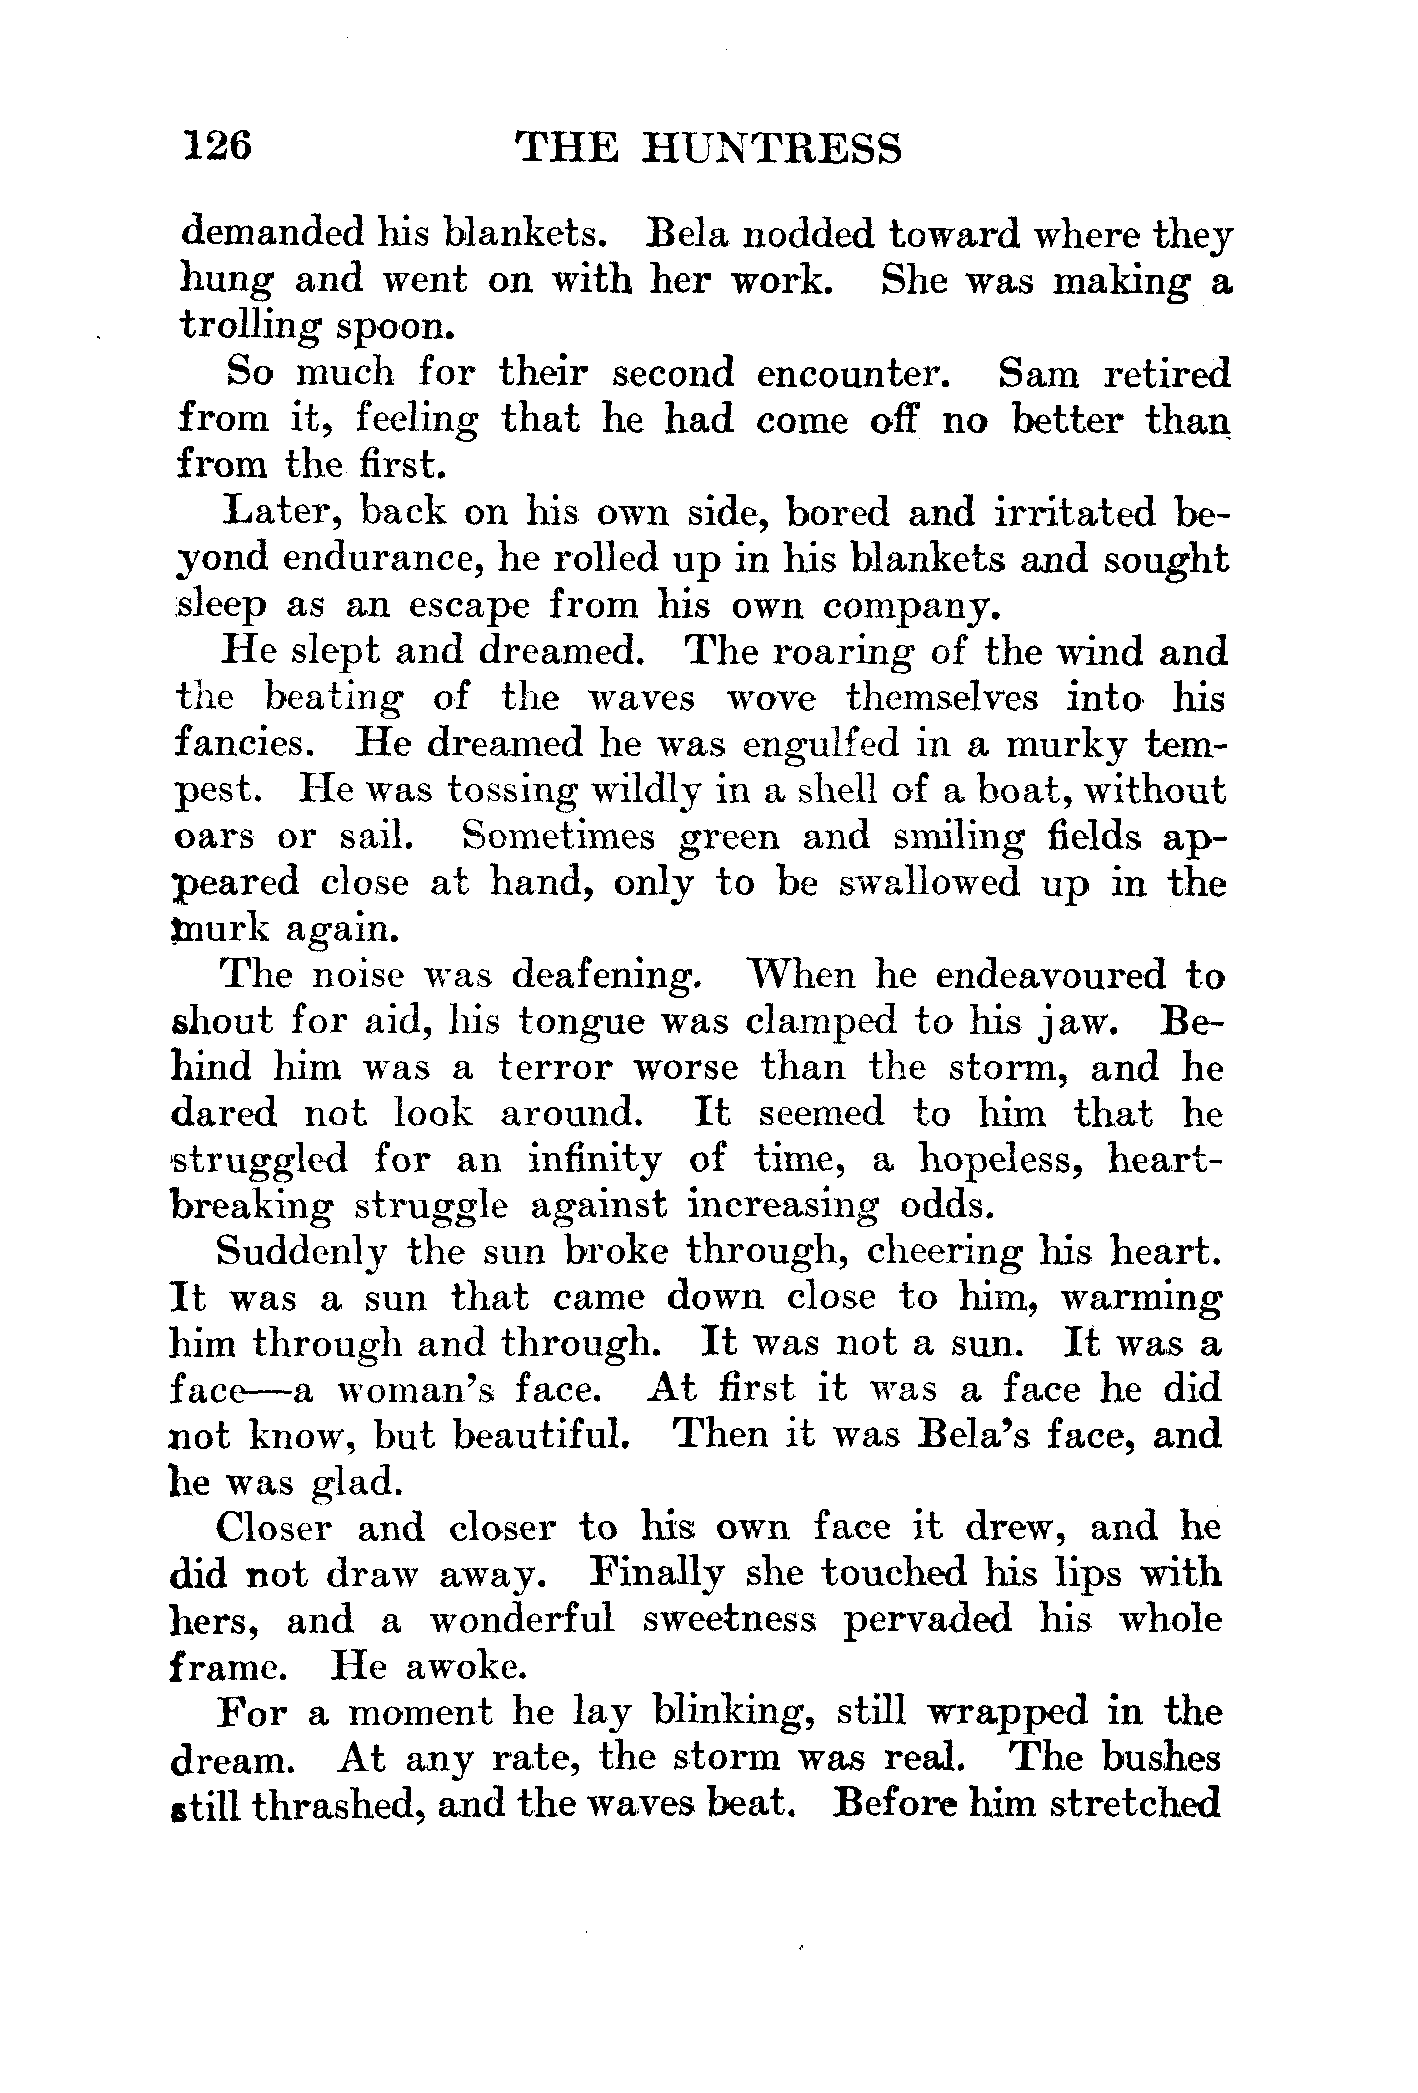 126 THE HUNTRESS
demanded his blankets. Bela nodded toward where they
hung and went on with her work. She was making a
trolling spoon.
So much for their second encounter. Sam retired
from it, feeling that he had come off no better than
from the first.
Later, back on his own side, bored and irritated be-
yond endurance, he rolled up in his blankets and sought
sleep as an escape from his own company.
He slept and dreamed. The roaring of the wind and
the beating of the waves wove themselves into his
fancies. He dreamed he was engulfed in a murky tem-
pest. He was tossing wildly in a shell of a boat, without
oars or sail. Sometimes green and smiling fields ap-
peared close at hand, only to be swallowed up in the
murk again.
The noise was deafening. When he endeavoured to
shout for aid, his tongue was clamped to his jaw. Be-
hind him was a terror worse than the storm, and he
dared not look around. It seemed to him that he
struggled for an infinity of time, a hopeless, heart-
breaking struggle against increasing odds.
Suddenly the sun broke through, cheering his heart.
It was a sun that came down close to him, warming
him through and through. It was not a sun. It was a
face—a woman's face. At first it was a face he did
not know, but beautiful. Then it was Bela's face, and
he was glad.
Closer and closer to his own face it drew, and he
did not draw away. Finally she touched his lips with
hers, and a wonderful sweetness pervaded his whole
frame. He awoke.
For a moment he lay blinking, still wrapped in the
dream. At any rate, the storm was real. The bushes
still thrashed, and the waves beat. Before him stretched